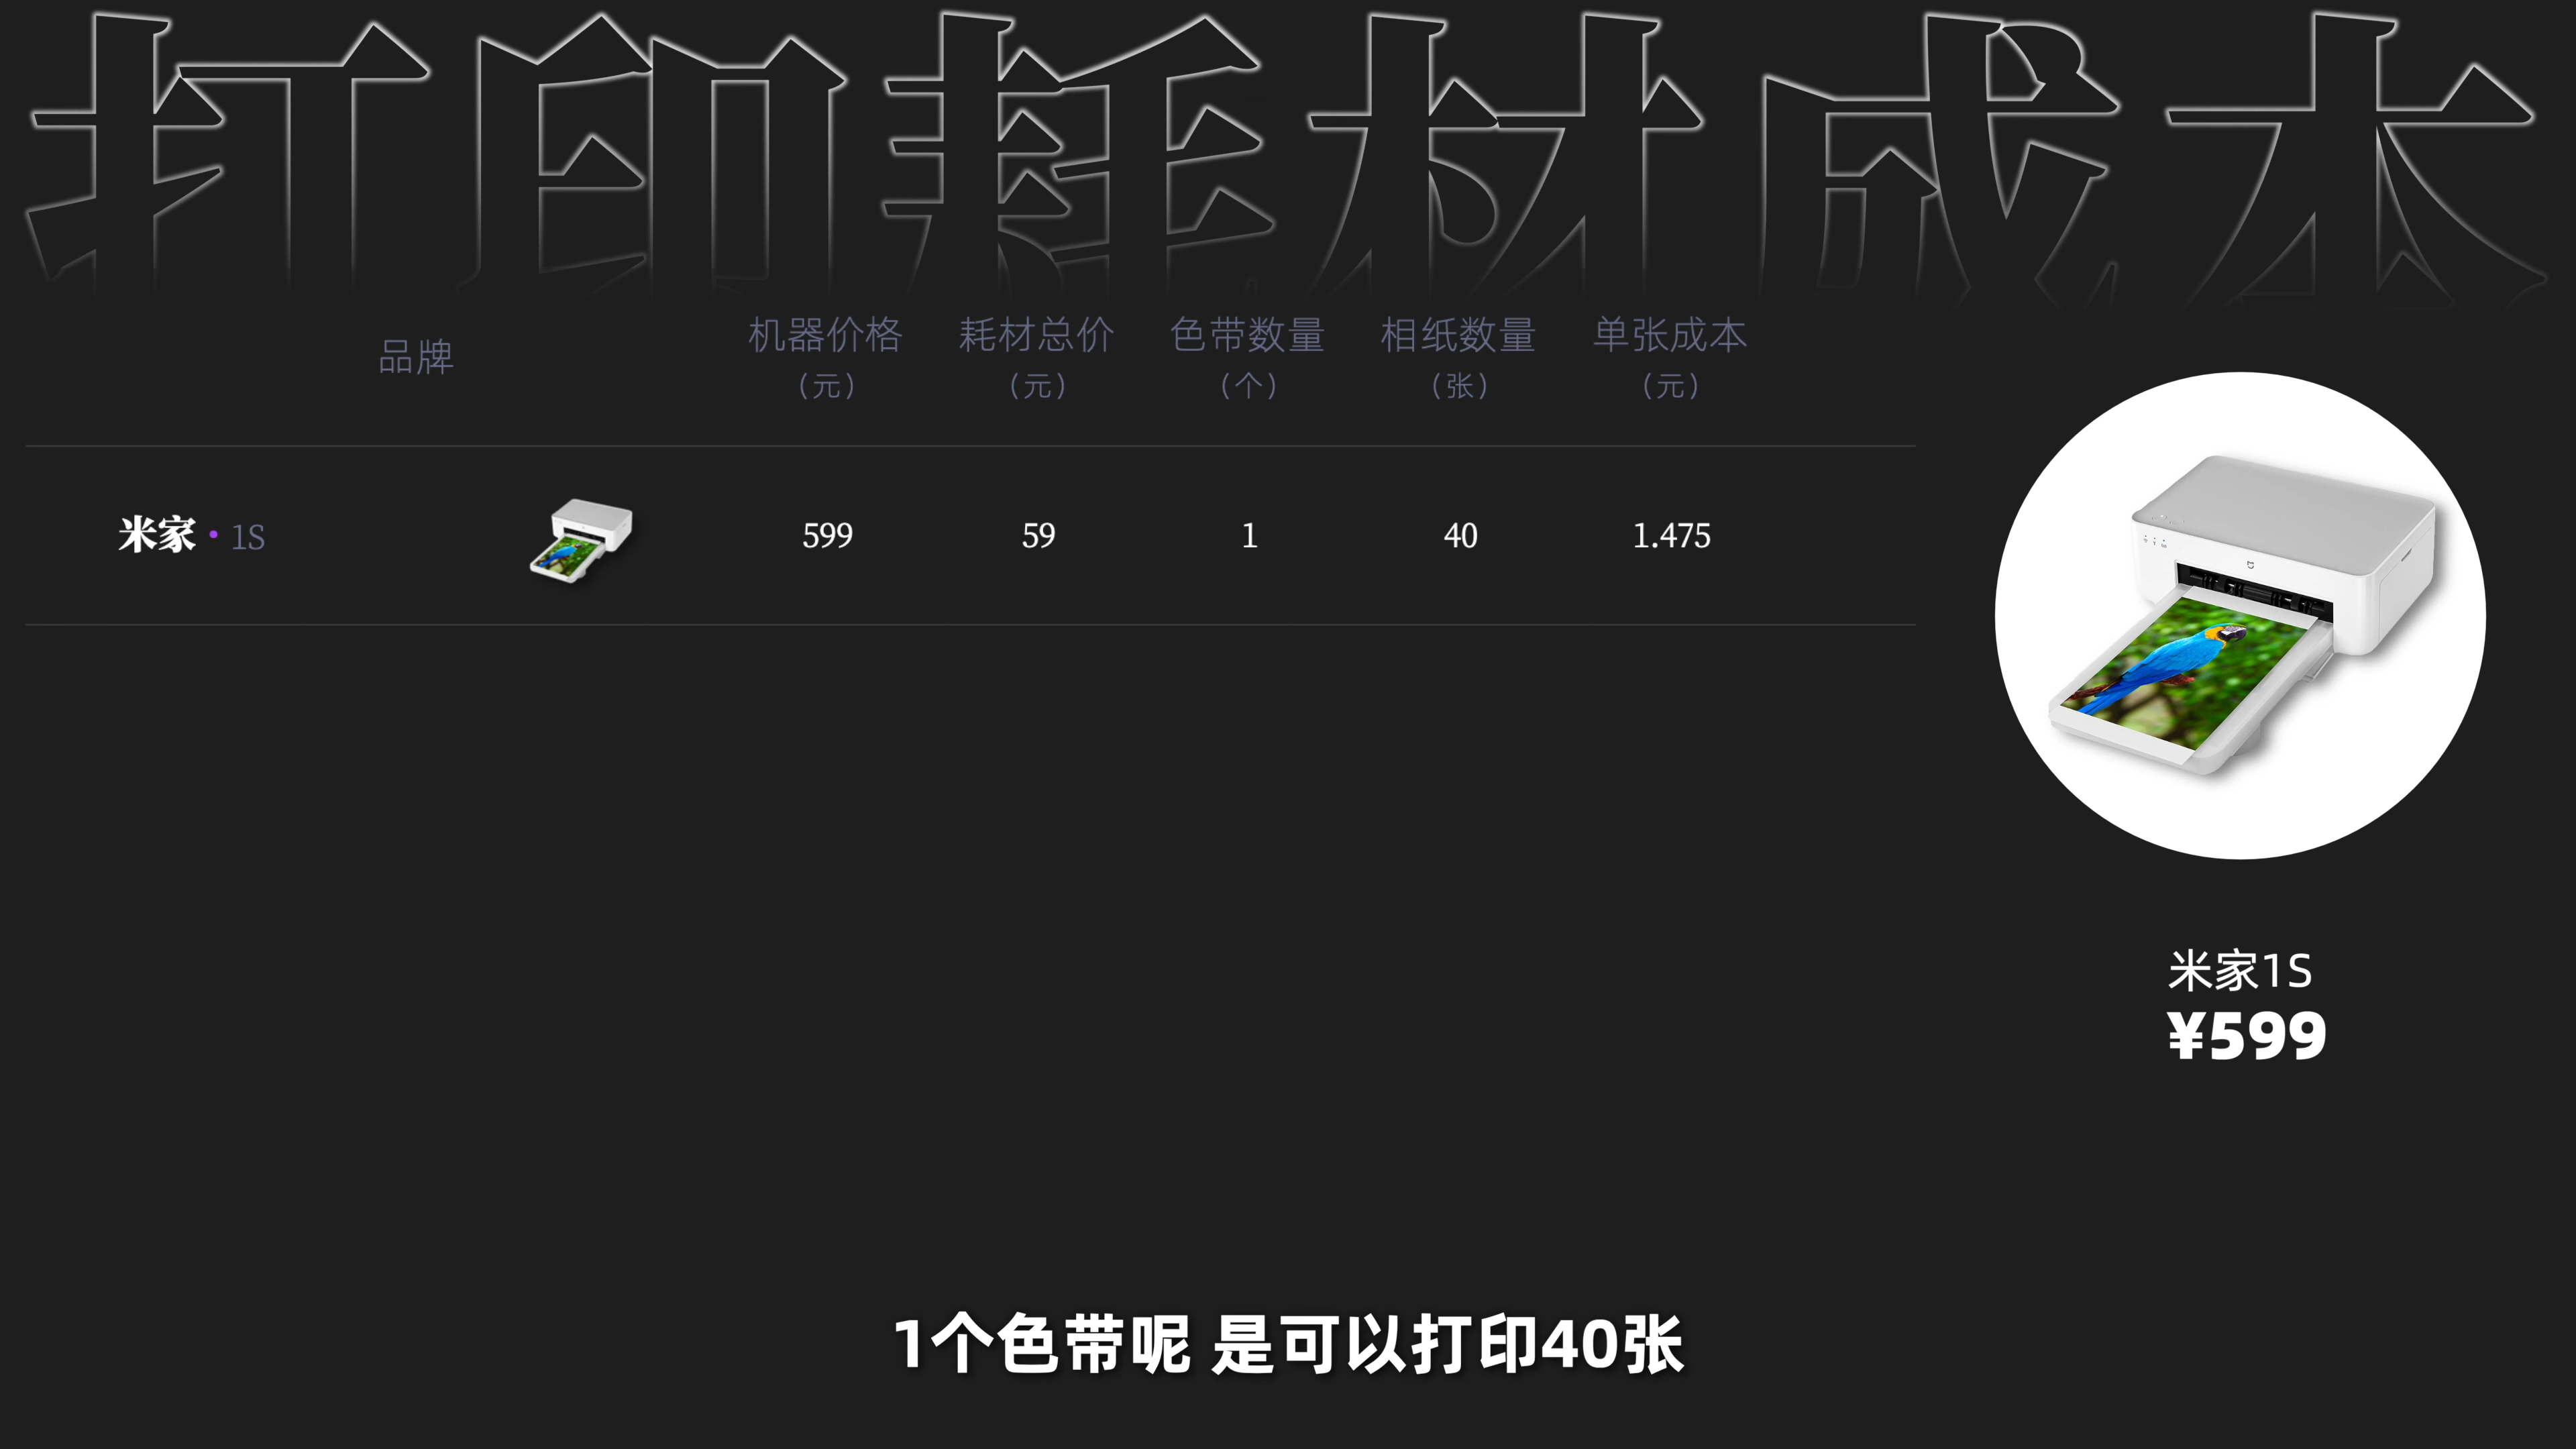 打印耗材成本
品牌
机器价格
（元）
耗材总价
（元）
色带数量
（个）
相纸数量
（张）
单张成本
（元）
米家·1S
599
59
1
40
1.475
米家1S
¥599
1个色带呢 是可以打印40张